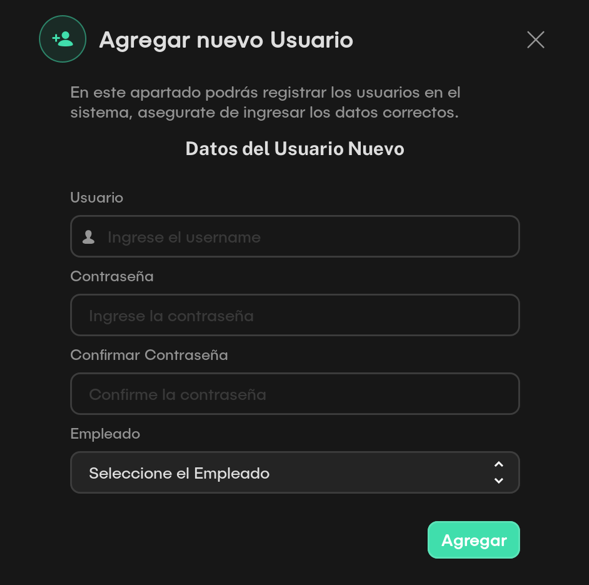 Agregar nuevo Usuario
En este apartado podrás registrar los usuarios en el
sistema, asegurate de ingresar los datos correctos.
Datos del Usuario Nuevo
Usuario
Ingrese el username
Contraseña
Ingrese la contraseña
Confirmar Contraseña
Confirme la contraseña
Empleado
Seleccione el Empleado
Agregar